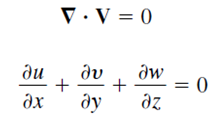 ∇ · V = 0
∂u/∂x + ∂υ/∂y + ∂w/∂z = 0